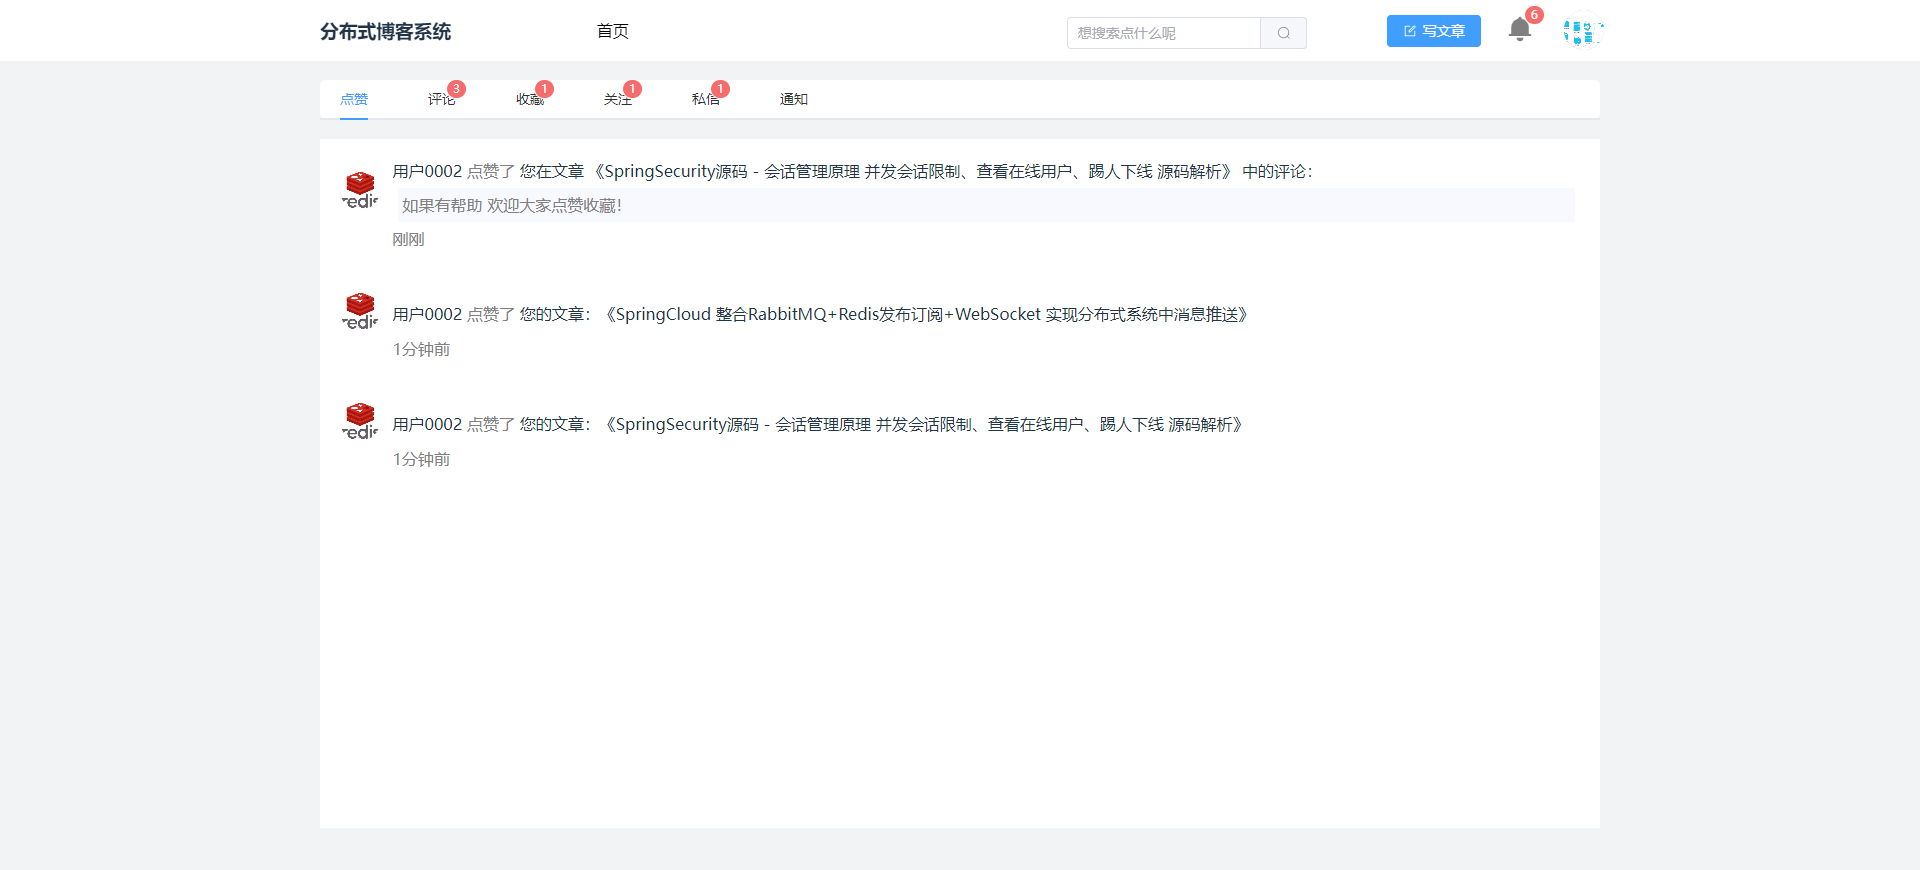 分布式博客系统 首页 想搜索点什么呢 写文章 6
点赞 评论 3 收藏 1 关注 1 私信 1 通知
用户0002 点赞了 您在文章 《SpringSecurity源码 - 会话管理原理 并发会话限制、查看在线用户、踢人下线 源码解析》 中的评论：
如果有帮助 欢迎大家点赞收藏！
刚刚
用户0002 点赞了 您的文章：《SpringCloud 整合RabbitMQ+Redis发布订阅+WebSocket 实现分布式系统中消息推送》
1分钟前
用户0002 点赞了 您的文章：《SpringSecurity源码 - 会话管理原理 并发会话限制、查看在线用户、踢人下线 源码解析》
1分钟前